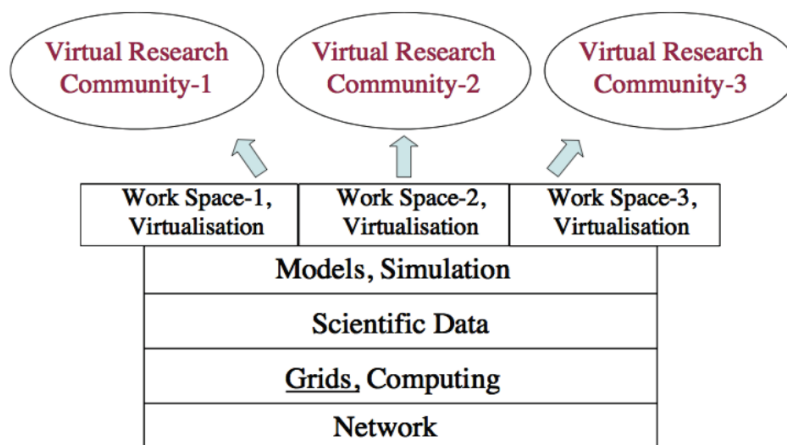 Virtual Research
Community-1
Virtual Research
Community-2
Virtual Research
Community-3
Work Space-1,
Virtualisation
Work Space-2,
Virtualisation
Work Space-3,
Virtualisation
Models, Simulation
Scientific Data
Grids, Computing
Network